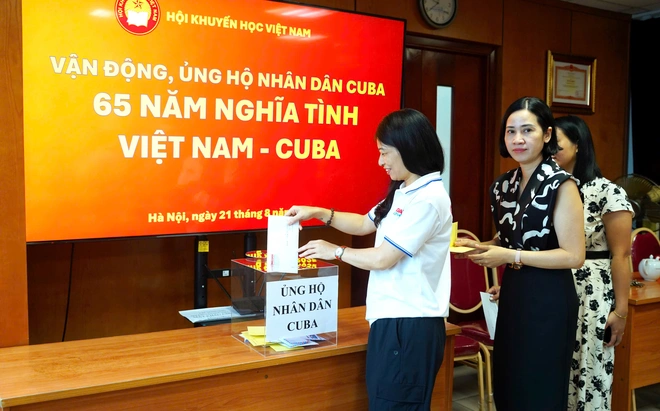 HỘI KHUYẾN HỌC VIỆT NAM
VẬN ĐỘNG, ỦNG HỘ NHÂN DÂN CUBA
65 NĂM NGHĨA TÌNH
VIỆT NAM - CUBA
Hà Nội, ngày 21 tháng 8
ỦNG HỘ
NHÂN DÂN
CUBA